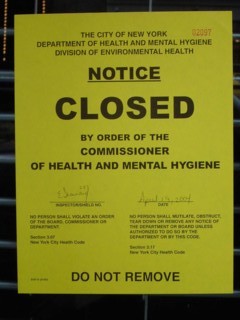 THE CITY OF NEW YORK
DEPARTMENT OF HEALTH AND MENTAL HYGIENE
DIVISION OF ENVIRONMENTAL HEALTH
NOTICE
CLOSED
BY ORDER OF THE
COMMISSIONER
OF HEALTH AND MENTAL HYGIENE
INSPECTOR/SHIELD NO.
DATE
NO PERSON SHALL VIOLATE AN ORDER
OF THE BOARD, COMMISSIONER OR
DEPARTMENT.
Section 3.07
New York City Health Code
NO PERSON SHALL MUTILATE, OBSTRUCT,
TEAR DOWN OR REMOVE ANY NOTICE OF
THE DEPARTMENT OR BOARD UNLESS
AUTHORIZED TO DO SO BY THE
DEPARTMENT OR BY THIS CODE.
Section 3.17
New York City Health Code
DO NOT REMOVE